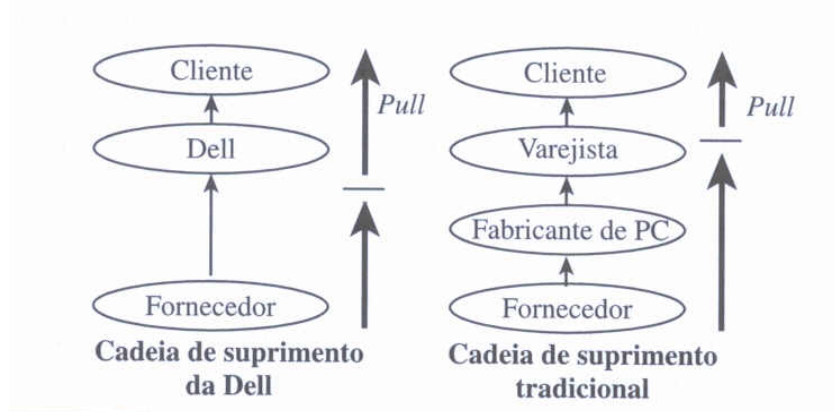 Cliente
Pull
Dell
Fornecedor
Cadeia de suprimento
da Dell
Cliente
Pull
Varejista
Fabricante de PC
Fornecedor
Cadeia de suprimento
tradicional